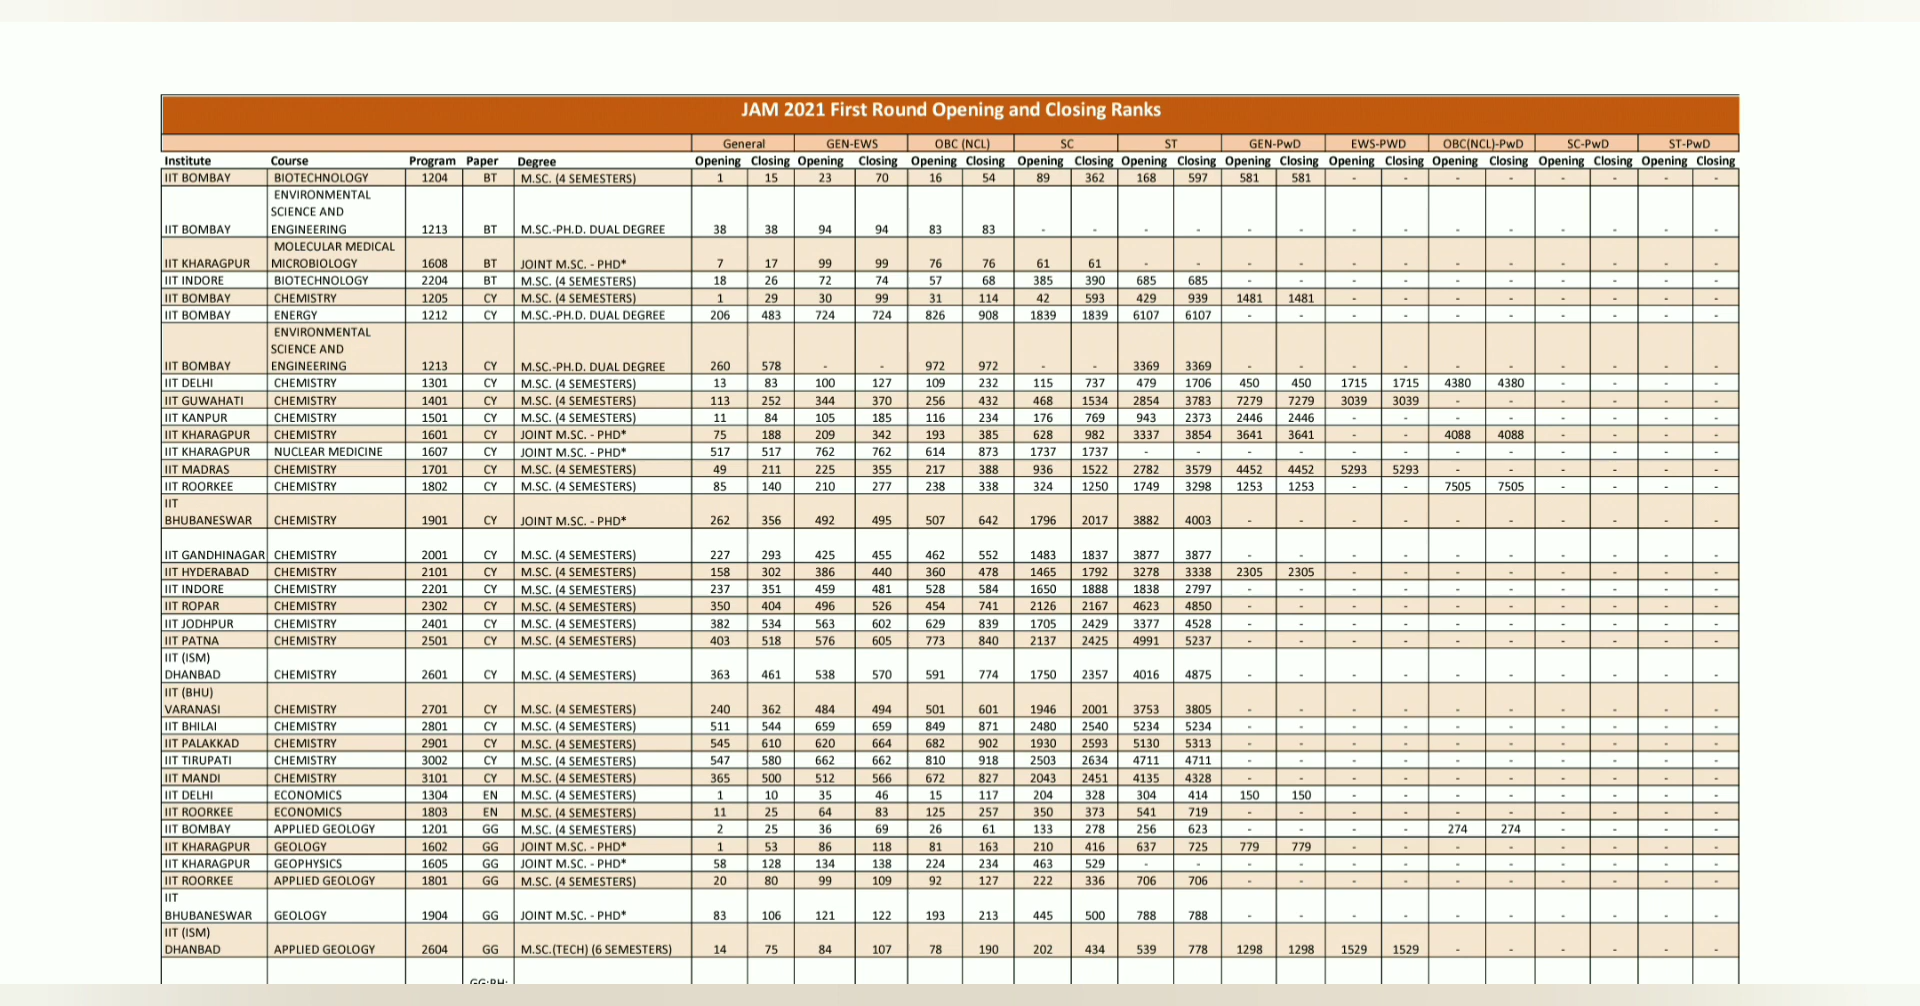 JAM 2021 First Round Opening and Closing Ranks
General GEN-EWS OBC (NCL) SC ST GEN-PwD EWS-PWD OBC(NCL)-PwD SC-PwD ST-PwD
Institute Course Program Paper Degree Opening Closing Opening Closing Opening Closing Opening Closing Opening Closing Opening Closing Opening Closing Opening Closing Opening Closing Opening Closing
IIT BOMBAY BIOTECHNOLOGY 1204 BT M.SC. (4 SEMESTERS) 1 15 23 70 16 54 89 362 168 597 581 581 - - - - - - - -
ENVIRONMENTAL
SCIENCE AND
IIT BOMBAY ENGINEERING 1213 BT M.SC.-PH.D. DUAL DEGREE 38 38 94 94 83 83 - - - - - - - - - - - - - -
MOLECULAR MEDICAL
IIT KHARAGPUR MICROBIOLOGY 1608 BT JOINT M.SC. - PHD* 7 17 99 99 76 76 61 61 - - - - - - - - - - - -
IIT INDORE BIOTECHNOLOGY 2204 BT M.SC. (4 SEMESTERS) 18 26 72 74 57 68 385 390 685 685 - - - - - - - - - -
IIT BOMBAY CHEMISTRY 1205 CY M.SC. (4 SEMESTERS) 1 29 30 99 31 114 42 593 429 939 1481 1481 - - - - - - - -
IIT BOMBAY ENERGY 1212 CY M.SC.-PH.D. DUAL DEGREE 206 483 724 724 826 908 1839 1839 6107 6107 - - - - - - - - - -
ENVIRONMENTAL
SCIENCE AND
IIT BOMBAY ENGINEERING 1213 CY M.SC.-PH.D. DUAL DEGREE 260 578 - - 972 972 - - 3369 3369 - - - - - - - - - -
IIT DELHI CHEMISTRY 1301 CY M.SC. (4 SEMESTERS) 13 83 100 127 109 232 115 737 479 1706 450 450 1715 1715 4380 4380 - - - -
IIT GUWAHATI CHEMISTRY 1401 CY M.SC. (4 SEMESTERS) 113 252 344 370 256 432 468 1534 2854 3783 7279 7279 3039 3039 - - - - - -
IIT KANPUR CHEMISTRY 1501 CY M.SC. (4 SEMESTERS) 11 84 105 185 116 234 176 769 943 2373 2446 2446 - - - - - - - -
IIT KHARAGPUR CHEMISTRY 1601 CY JOINT M.SC. - PHD* 75 188 209 342 193 385 628 982 3337 3854 3641 3641 - - 4088 4088 - - - -
IIT KHARAGPUR NUCLEAR MEDICINE 1607 CY JOINT M.SC. - PHD* 517 517 762 762 614 873 1737 1737 - - - - - - - - - - - -
IIT MADRAS CHEMISTRY 1701 CY M.SC. (4 SEMESTERS) 49 211 225 355 217 388 936 1522 2782 3579 4452 4452 5293 5293 - - - - - -
IIT ROORKEE CHEMISTRY 1802 CY M.SC. (4 SEMESTERS) 85 140 210 277 238 338 324 1250 1749 3298 1253 1253 - - 7505 7505 - - - -
IIT
BHUBANESWAR CHEMISTRY 1901 CY JOINT M.SC. - PHD* 262 356 492 495 507 642 1796 2017 3882 4003 - - - - - - - - - -
IIT GANDHINAGAR CHEMISTRY 2001 CY M.SC. (4 SEMESTERS) 227 293 425 455 462 552 1483 1837 3877 3877 - - - - - - - - - -
IIT HYDERABAD CHEMISTRY 2101 CY M.SC. (4 SEMESTERS) 158 302 386 440 360 478 1465 1792 3278 3338 2305 2305 - - - - - - - -
IIT INDORE CHEMISTRY 2201 CY M.SC. (4 SEMESTERS) 237 351 459 481 528 584 1650 1888 1838 2797 - - - - - - - - - -
IIT ROPAR CHEMISTRY 2302 CY M.SC. (4 SEMESTERS) 350 404 496 526 454 741 2126 2167 4623 4850 - - - - - - - - - -
IIT JODHPUR CHEMISTRY 2401 CY M.SC. (4 SEMESTERS) 382 534 563 602 629 839 1705 2429 3377 4528 - - - - - - - - - -
IIT PATNA CHEMISTRY 2501 CY M.SC. (4 SEMESTERS) 403 518 576 605 773 840 2137 2425 4991 5237 - - - - - - - - - -
IIT (ISM)
DHANBAD CHEMISTRY 2601 CY M.SC. (4 SEMESTERS) 363 461 538 570 591 774 1750 2357 4016 4875 - - - - - - - - - -
IIT (BHU)
VARANASI CHEMISTRY 2701 CY M.SC. (4 SEMESTERS) 240 362 484 494 501 601 1946 2001 3753 3805 - - - - - - - - - -
IIT BHILAI CHEMISTRY 2801 CY M.SC. (4 SEMESTERS) 511 544 659 659 849 871 2480 2540 5234 5234 - - - - - - - - - -
IIT PALAKKAD CHEMISTRY 2901 CY M.SC. (4 SEMESTERS) 545 610 620 664 682 902 1930 2593 5130 5313 - - - - - - - - - -
IIT TIRUPATI CHEMISTRY 3002 CY M.SC. (4 SEMESTERS) 547 580 662 662 810 918 2503 2634 4711 4711 - - - - - - - - - -
IIT MANDI CHEMISTRY 3101 CY M.SC. (4 SEMESTERS) 365 500 512 566 672 827 2043 2451 4135 4328 - - - - - - - - - -
IIT DELHI ECONOMICS 1304 EN M.SC. (4 SEMESTERS) 1 10 35 46 15 117 204 328 304 414 150 150 - - - - - - - -
IIT ROORKEE ECONOMICS 1803 EN M.SC. (4 SEMESTERS) 11 25 64 83 125 257 350 373 541 719 - - - - - - - - - -
IIT BOMBAY APPLIED GEOLOGY 1201 GG M.SC. (4 SEMESTERS) 2 25 36 69 26 61 133 278 256 623 - - - - 274 274 - - - -
IIT KHARAGPUR GEOLOGY 1602 GG JOINT M.SC. - PHD* 1 53 86 118 81 163 210 416 637 725 779 779 - - - - - - - -
IIT KHARAGPUR GEOPHYSICS 1605 GG JOINT M.SC. - PHD* 58 128 134 138 224 234 463 529 - - - - - - - - - - - -
IIT ROORKEE APPLIED GEOLOGY 1801 GG M.SC. (4 SEMESTERS) 20 80 99 109 92 127 222 336 706 706 - - - - - - - - - -
IIT
BHUBANESWAR GEOLOGY 1904 GG JOINT M.SC. - PHD* 83 106 121 122 193 213 445 500 788 788 - - - - - - - - - -
IIT (ISM)
DHANBAD APPLIED GEOLOGY 2604 GG M.SC.(TECH) (6 SEMESTERS) 14 75 84 107 78 190 202 434 539 778 1298 1298 1529 1529 - - - - - -